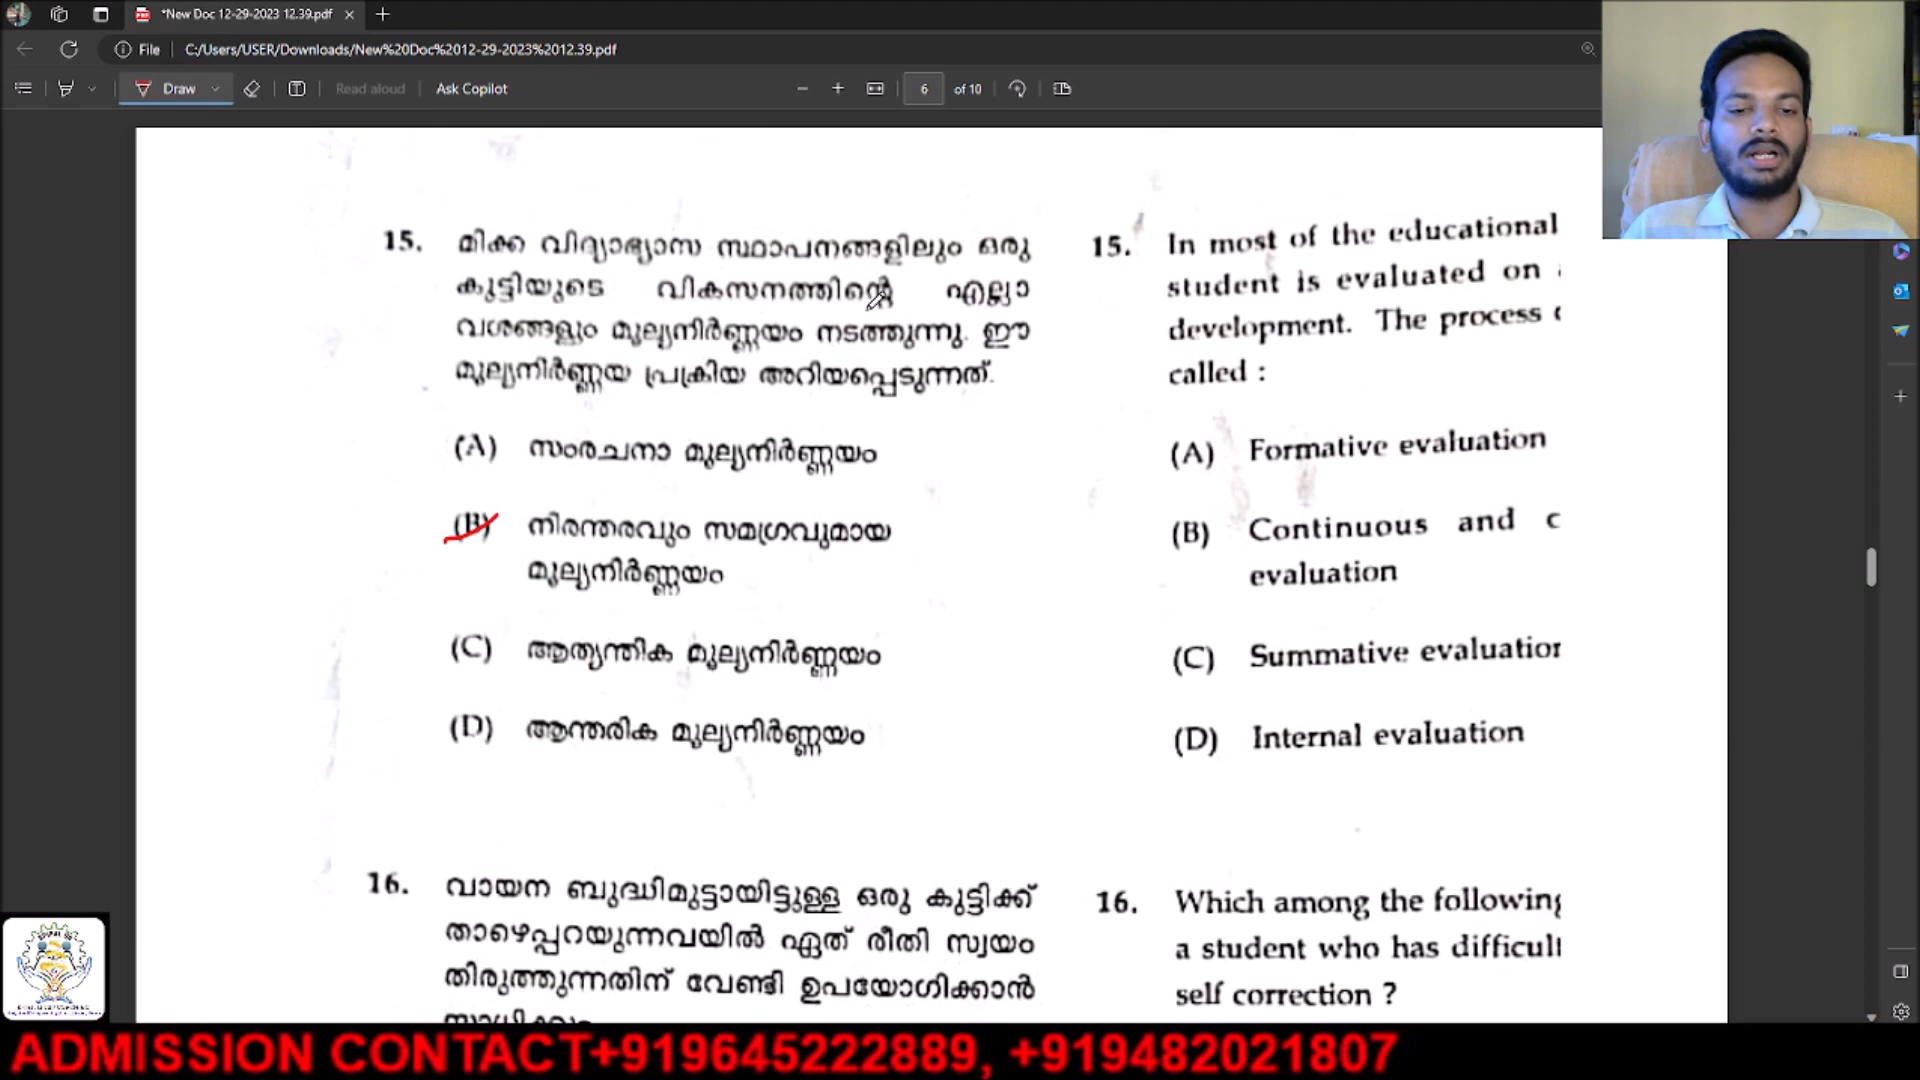 *New Doc 12-29-2023 12.39.pdf
File C:/Users/USER/Downloads/New%20Doc%2012-29-2023%2012.39.pdf
Draw Read aloud Ask Copilot 6 of 10
15. മിക്ക വിദ്യാഭ്യാസ സ്ഥാപനങ്ങളിലും ഒരു
കുട്ടിയുടെ വികസനത്തിന്റെ എല്ലാ
വശങ്ങളും മൂല്യനിർണ്ണയം നടത്തുന്നു. ഈ
മൂല്യനിർണ്ണയ പ്രക്രിയ അറിയപ്പെടുന്നത്.
(A) സംരചനാ മൂല്യനിർണ്ണയം
(B) നിരന്തരവും സമഗ്രവുമായ
മൂല്യനിർണ്ണയം
(C) ആത്യന്തിക മൂല്യനിർണ്ണയം
(D) ആന്തരിക മൂല്യനിർണ്ണയം
16. വായന ബുദ്ധിമുട്ടായിട്ടുള്ള ഒരു കുട്ടിക്ക്
താഴെപ്പറയുന്നവയിൽ ഏത് രീതി സ്വയം
തിരുത്തുന്നതിന് വേണ്ടി ഉപയോഗിക്കാൻ
15. In most of the educational
student is evaluated on
development. The process
called :
(A) Formative evaluation
(B) Continuous and c
evaluation
(C) Summative evaluation
(D) Internal evaluation
16. Which among the following
a student who has difficult
self correction ?
ADMISSION CONTACT+919645222889, +919482021807